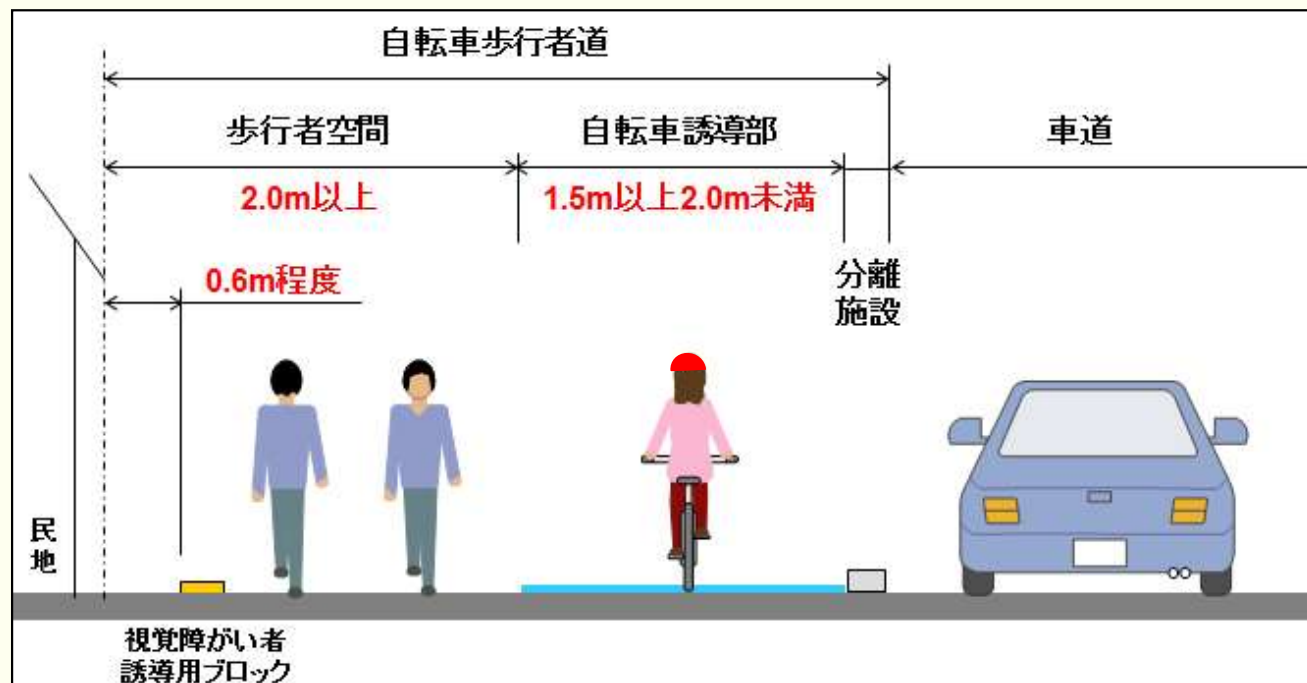 自転車歩行者道
歩行者空間
自転車誘導部
車道
2.0m以上
1.5m以上2.0m未満
0.6m程度
分離
施設
民
地
視覚障がい者
誘導用ブロック